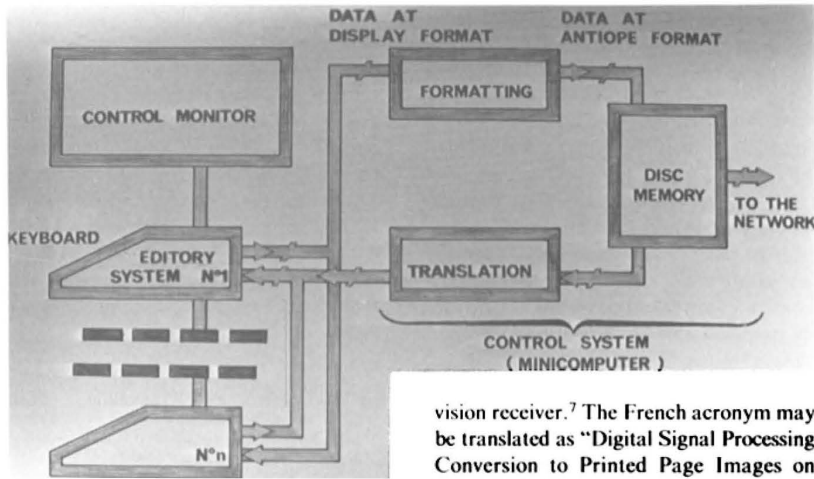 DATA AT
DISPLAY FORMAT
DATA AT
ANTIOPE FORMAT
FORMATTING
CONTROL MONITOR
DISC
MEMORY
TO THE
NETWORK
KEYBOARD
EDITORY
SYSTEM N°1
TRANSLATION
CONTROL SYSTEM
( MINICOMPUTER )
N°n
vision receiver.7 The French acronym may
be translated as “Digital Signal Processing
Conversion to Printed Page Images on